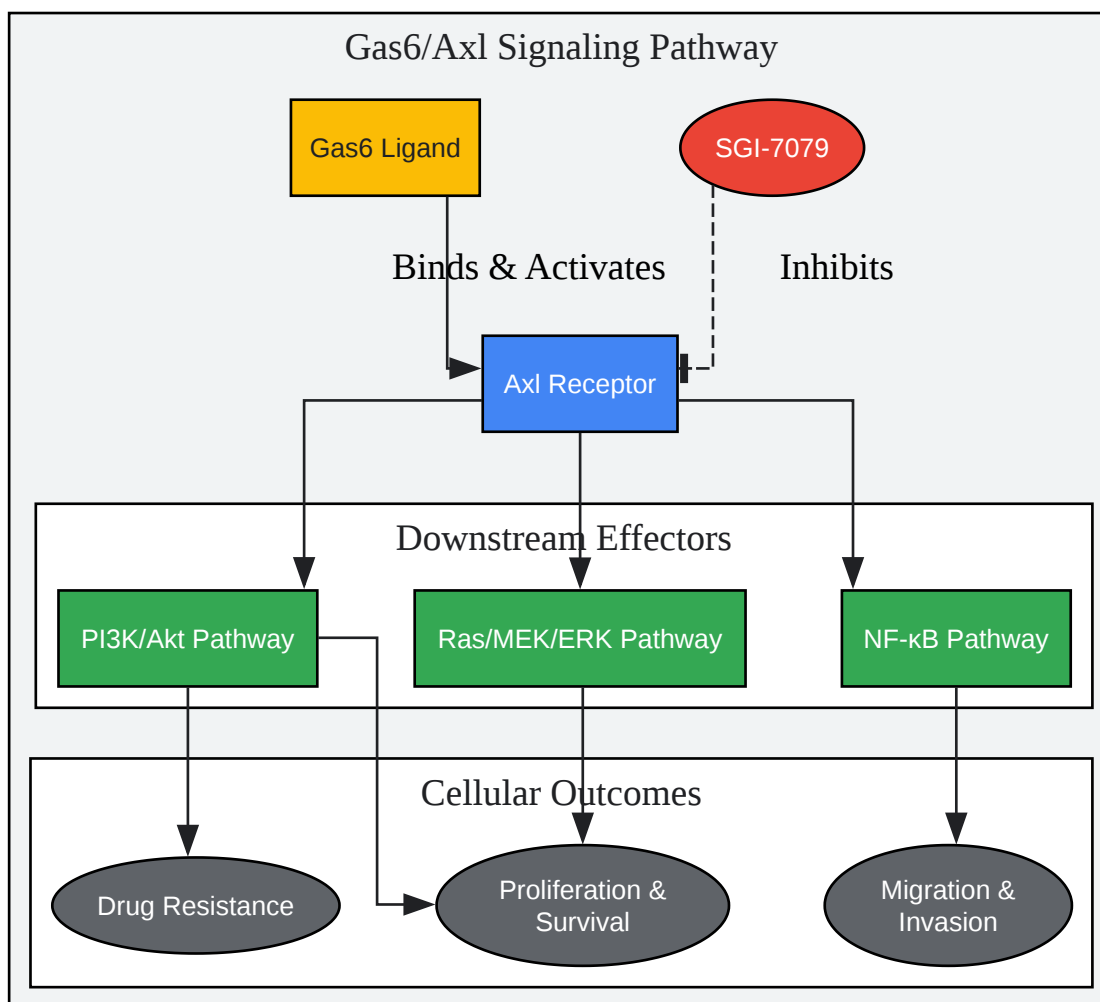 Gas6/Axl Signaling Pathway
Gas6 Ligand
SGI-7079
Binds & Activates
Inhibits
Axl Receptor
Downstream Effectors
PI3K/Akt Pathway
Ras/MEK/ERK Pathway
NF-κB Pathway
Cellular Outcomes
Drug Resistance
Proliferation &
Survival
Migration &
Invasion